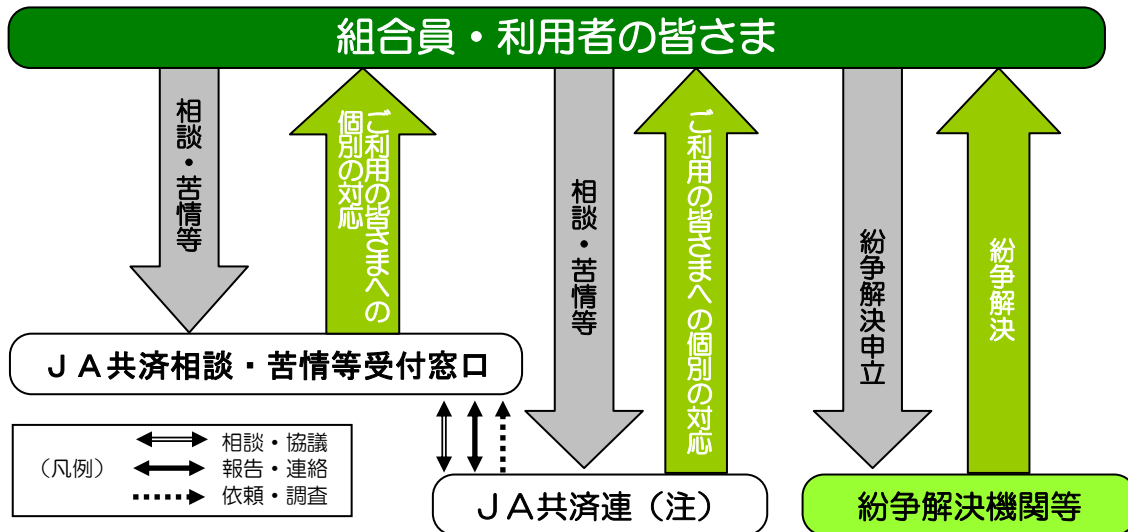 組合員・利用者の皆さま
相談・苦情等
ご利用の皆さまへの
個別の対応
相談・苦情等
ご利用の皆さまへの個別の対応
紛争解決申立
紛争解決
ＪＡ共済相談・苦情等受付窓口
（凡例）
相談・協議
報告・連絡
依頼・調査
ＪＡ共済連（注）
紛争解決機関等